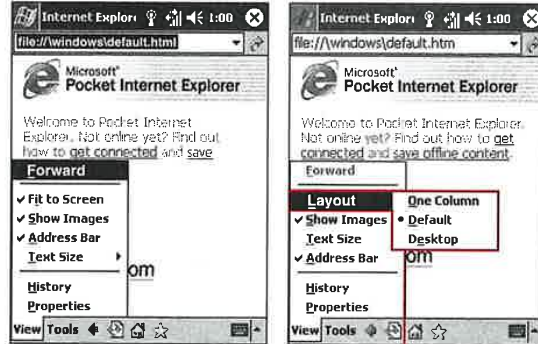 Internet Explor 1:00
file://\windows\default.html
Microsoft®
Pocket Internet Explorer
Welcome to Pocket Internet
Explorer. Not online yet? Find out
how to get connected and save
Forward
Fit to Screen
Show Images
Address Bar
Text Size
om
History
Properties
View Tools
Internet Explor 1:00
file://\windows\default.htm
Microsoft®
Pocket Internet Explorer
Welcome to Pocket Internet Explorer.
Not online yet? Find out how to get
connected and save offline content.
Forward
Layout One Column
Show Images Default
Text Size Desktop
Address Bar
om
History
Properties
View Tools